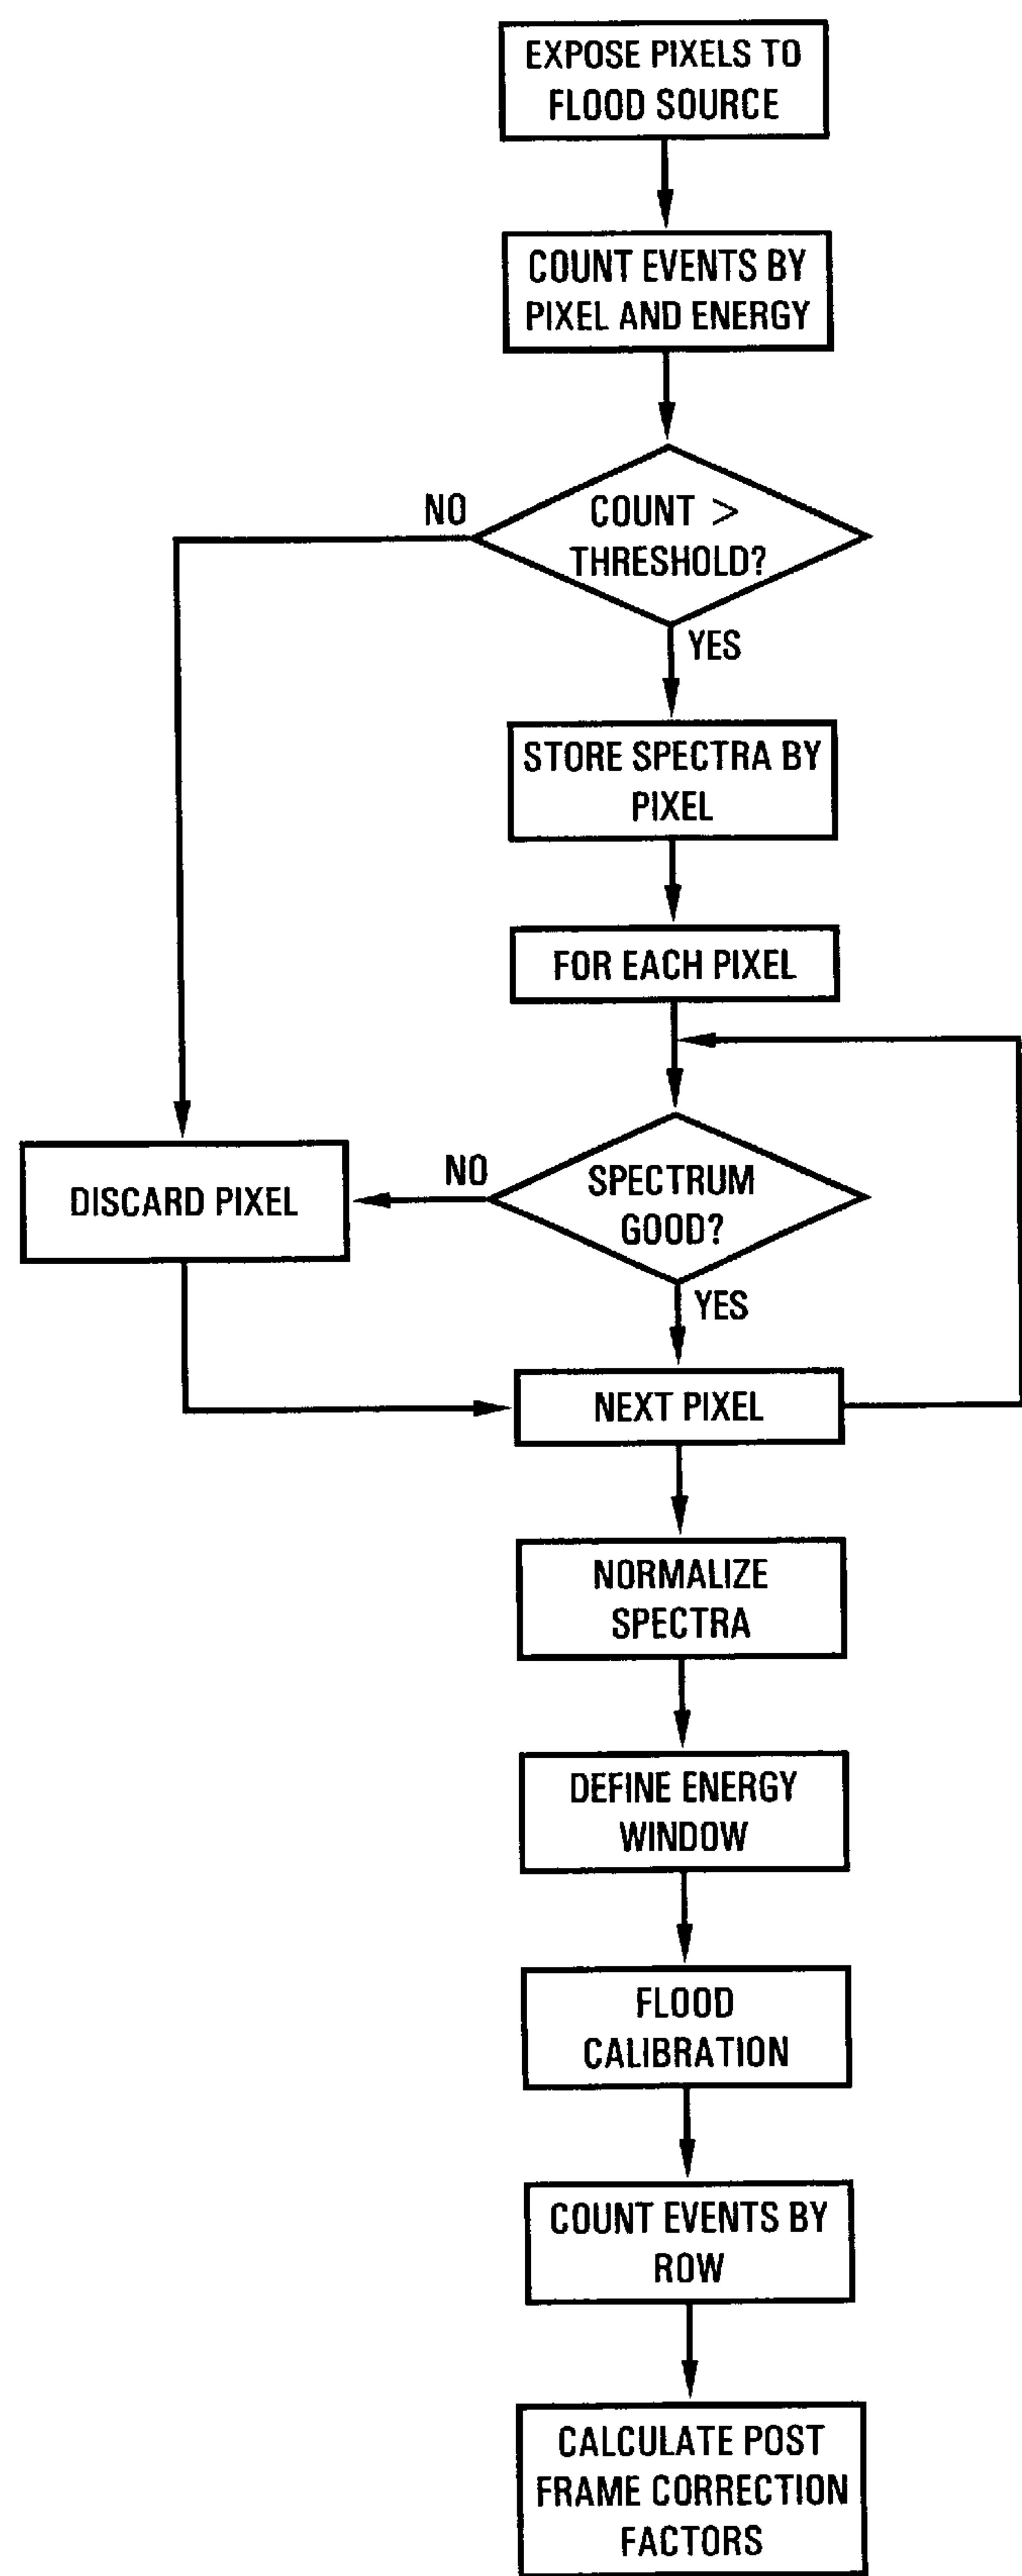 EXPOSE PIXELS TO
FLOOD SOURCE
COUNT EVENTS BY
PIXEL AND ENERGY
NO
COUNT >
THRESHOLD?
YES
STORE SPECTRA BY
PIXEL
FOR EACH PIXEL
DISCARD PIXEL
NO
SPECTRUM
GOOD?
YES
NEXT PIXEL
NORMALIZE
SPECTRA
DEFINE ENERGY
WINDOW
FLOOD
CALIBRATION
COUNT EVENTS BY
ROW
CALCULATE POST
FRAME CORRECTION
FACTORS